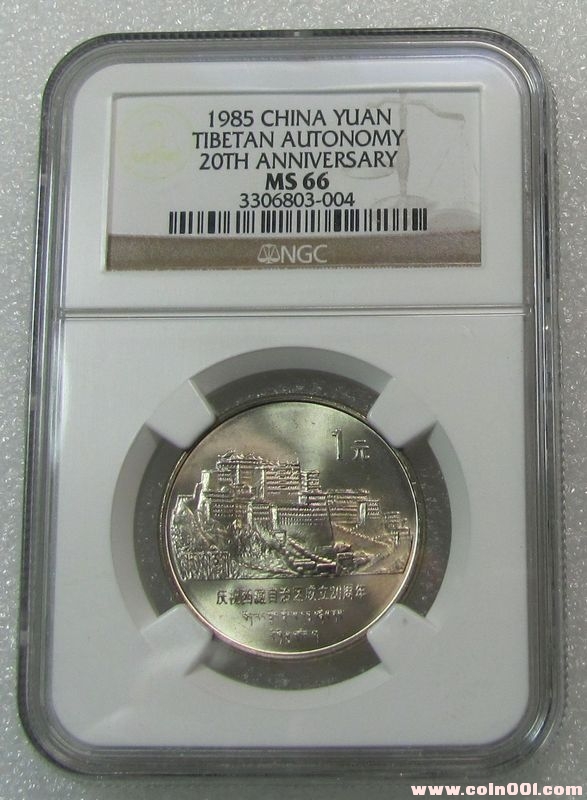 1985 CHINA YUAN
TIBETAN AUTONOMY
20TH ANNIVERSARY
MS 66
3306803-004
NGC
1元
庆祝西藏自治区成立20周年
www.coin001.com